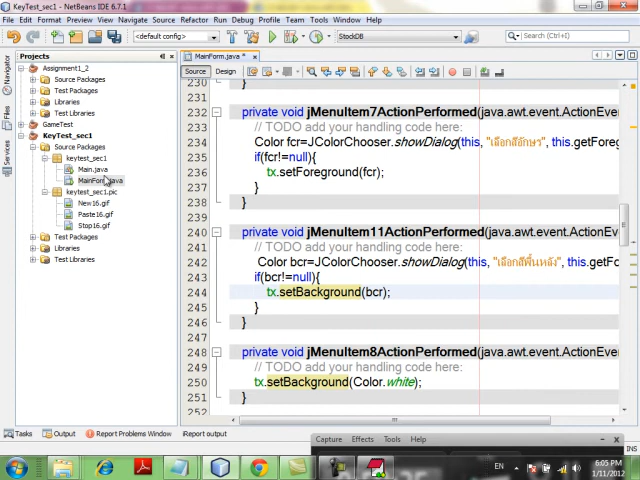 KeyTest_sec1 - NetBeans IDE 6.7.1
File Edit View Navigate Source Refactor Run Debug Profile Team Tools Window Help
<default config>
StockDB
Search (Ctrl+I)
Projects
MainForm.java *
Source Design
Navigator
Files
Services
Assignment1_2
Source Packages
Test Packages
Libraries
Test Libraries
GameTest
KeyTest_sec1
Source Packages
keytest_sec1
Main.java
MainForm.java
keytest_sec1.pic
New16.gif
Paste16.gif
Stop16.gif
Test Packages
Libraries
Test Libraries
230 }
231
232 private void jMenuItem7ActionPerformed(java.awt.event.ActionEve
233 // TODO add your handling code here:
234 Color fcr=JColorChooser.showDialog(this, "เลือกสีอักษา", this.getForeg
235 if(fcr!=null){
236 tx.setForeground(fcr);
237 }
238 }
239
240 private void jMenuItem11ActionPerformed(java.awt.event.ActionEv
241 // TODO add your handling code here:
242 Color bcr=JColorChooser.showDialog(this, "เลือกสีพื้นหลัง", this.getFo
243 if(bcr!=null){
244 tx.setBackground(bcr);
245 }
246 }
247
248 private void jMenuItem8ActionPerformed(java.awt.event.ActionEve
249 // TODO add your handling code here:
250 tx.setBackground(Color.white);
251 }
252
Tasks Output Report Problems Window iReport output
INS
Capture Effects Tools Help
EN
6:05 PM
1/11/2012